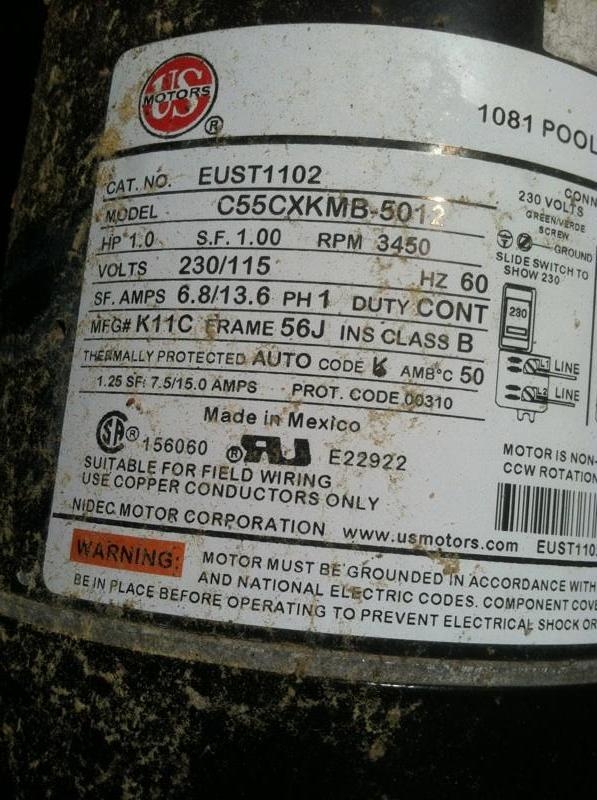 US
MOTORS
®
1081 POOL
CAT. NO. EUST1102
MODEL C55CXKMB-5012
HP 1.0 S.F. 1.00 RPM 3450
VOLTS 230/115 HZ 60
SF. AMPS 6.8/13.6 PH 1 DUTY CONT
MFG# K11C FRAME 56J INS CLASS B
THERMALLY PROTECTED AUTO CODE K AMB°C 50
1.25 SF: 7.5/15.0 AMPS PROT. CODE 00310
Made in Mexico
SA ® 156060 ® RU E22922
SUITABLE FOR FIELD WIRING
USE COPPER CONDUCTORS ONLY
NIDEC MOTOR CORPORATION www.usmotors.com
CONN
230 VOLTS
GREEN/VERDE
SCREW
GROUND
SLIDE SWITCH TO
SHOW 230
230
L1 LINE
L2 LINE
MOTOR IS NON-
CCW ROTATION
EUST110
WARNING: MOTOR MUST BE GROUNDED IN ACCORDANCE WITH
AND NATIONAL ELECTRIC CODES. COMPONENT COVE
BE IN PLACE BEFORE OPERATING TO PREVENT ELECTRICAL SHOCK OR